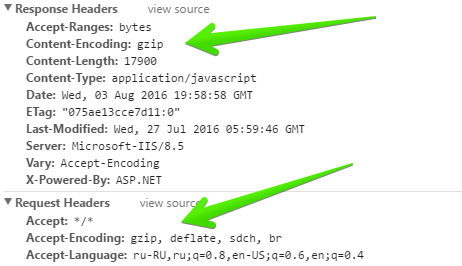 Response Headers view source
Accept-Ranges: bytes
Content-Encoding: gzip
Content-Length: 17900
Content-Type: application/javascript
Date: Wed, 03 Aug 2016 19:58:58 GMT
ETag: "075ae13cce7d11:0"
Last-Modified: Wed, 27 Jul 2016 05:59:46 GMT
Server: Microsoft-IIS/8.5
Vary: Accept-Encoding
X-Powered-By: ASP.NET
Request Headers view source
Accept: */*
Accept-Encoding: gzip, deflate, sdch, br
Accept-Language: ru-RU,ru;q=0.8,en-US;q=0.6,en;q=0.4